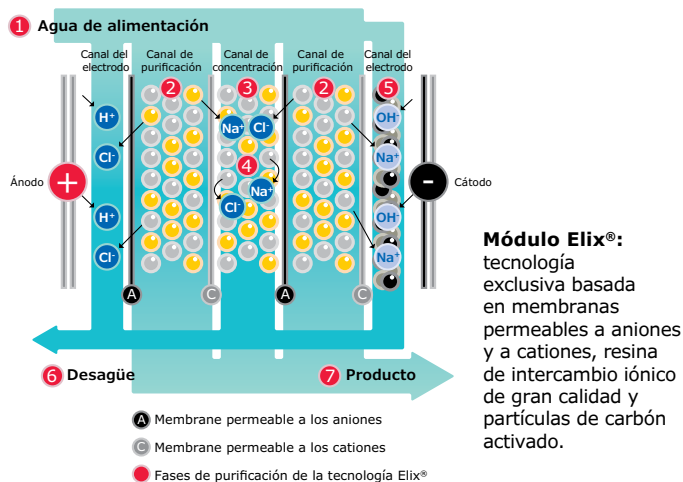 1 Agua de alimentación
Canal del
electrodo
Canal de
purificación
Canal de
concentración
Canal de
purificación
Canal del
electrodo
2
3
2
5
H+
Na+
Cl-
OH-
Cl-
Na+
4
Ánodo
+
-
Cátodo
Na+
H+
Cl-
OH-
Cl-
Na+
A
C
A
C
6 Desagüe
7 Producto
A Membrane permeable a los aniones
C Membrane permeable a los cationes
Fases de purificación de la tecnología Elix®
Módulo Elix®:
tecnología
exclusiva basada
en membranas
permeables a aniones
y a cationes, resina
de intercambio iónico
de gran calidad y
partículas de carbón
activado.